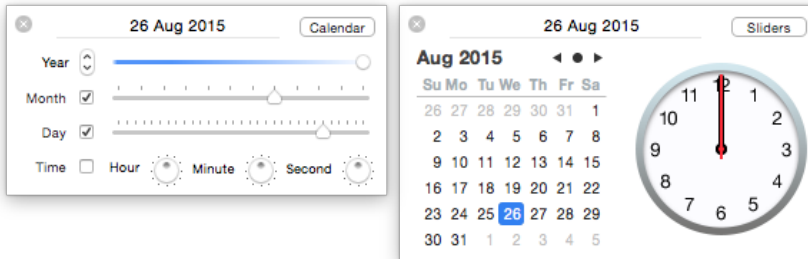 26 Aug 2015 Calendar
Year
Month
Day
Time Hour Minute Second
26 Aug 2015 Sliders
Aug 2015
Su Mo Tu We Th Fr Sa
26 27 28 29 30 31 1
2 3 4 5 6 7 8
9 10 11 12 13 14 15
16 17 18 19 20 21 22
23 24 25 26 27 28 29
30 31 1 2 3 4 5
12
11 1
10 2
9 3
8 4
7 5
6